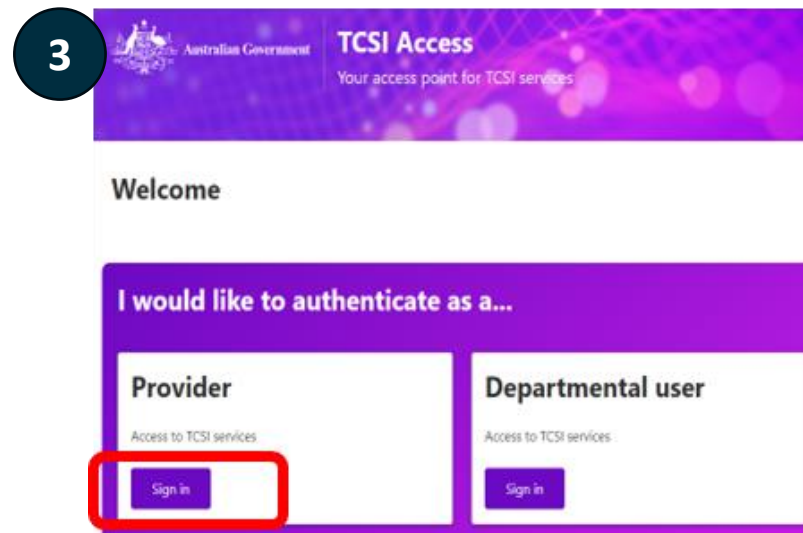 3
Australian Government
TCSI Access
Your access point for TCSI services
Welcome
I would like to authenticate as a...
Provider
Access to TCSI services
Sign in
Departmental user
Access to TCSI services
Sign in